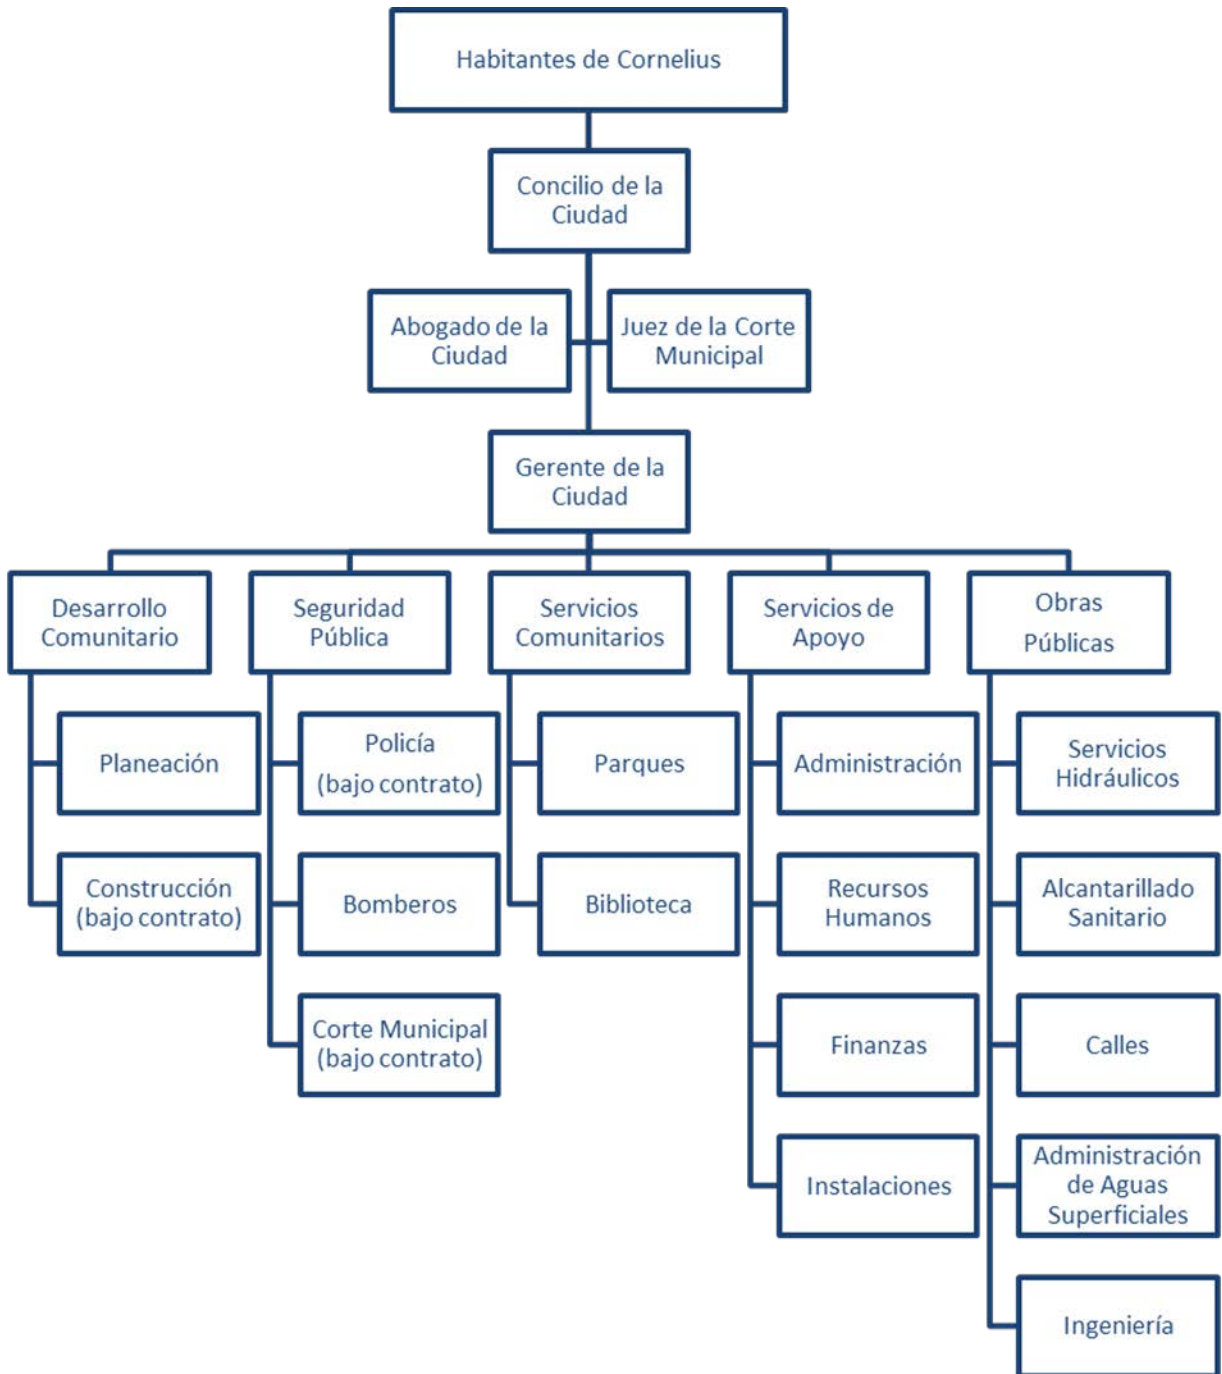 Habitantes de Cornelius
Concilio de la
Ciudad
Abogado de la
Ciudad
Juez de la Corte
Municipal
Gerente de la
Ciudad
Desarrollo
Comunitario
Planeación
Construcción
(bajo contrato)
Seguridad
Pública
Policía
(bajo contrato)
Bomberos
Corte Municipal
(bajo contrato)
Servicios
Comunitarios
Parques
Biblioteca
Servicios de
Apoyo
Administración
Recursos
Humanos
Finanzas
Instalaciones
Obras
Públicas
Servicios
Hidráulicos
Alcantarillado
Sanitario
Calles
Administración
de Aguas
Superficiales
Ingeniería